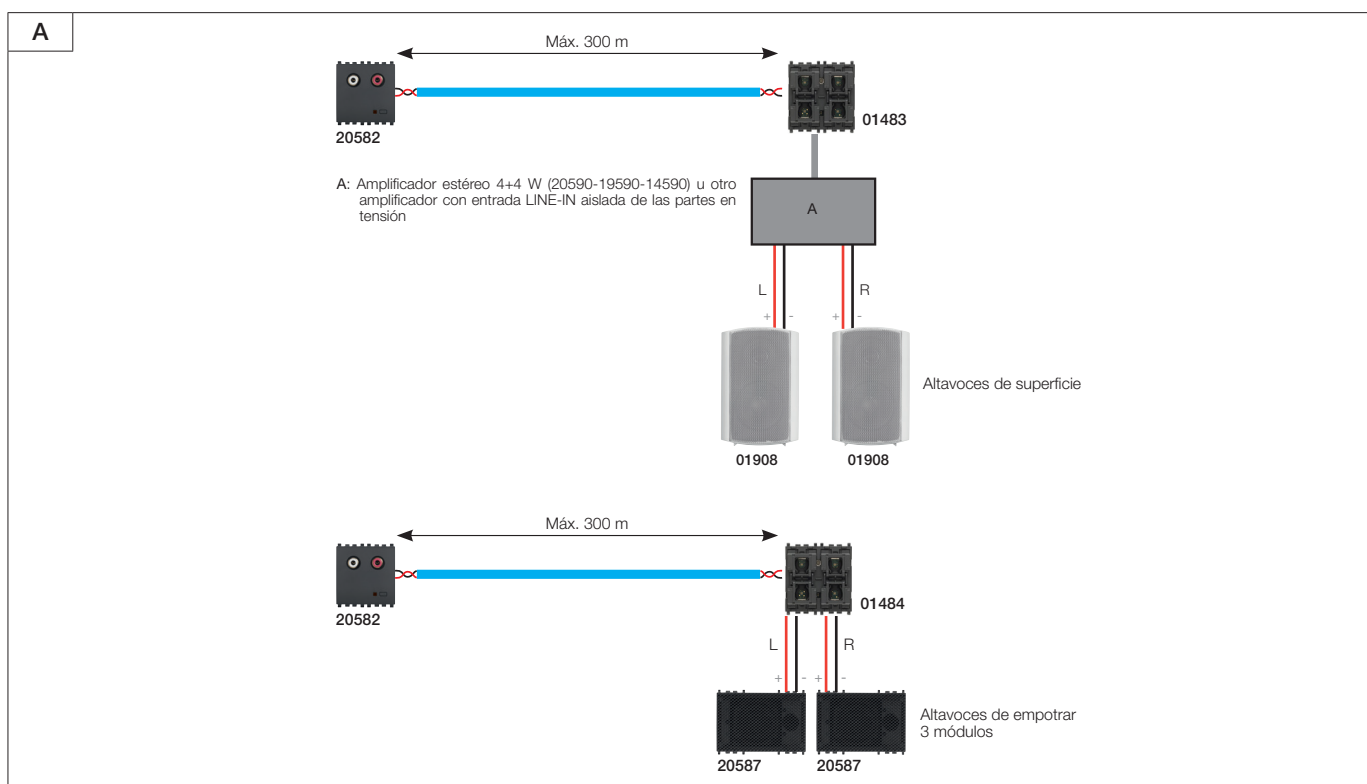 A
Máx. 300 m
20582
01483
A: Amplificador estéreo 4+4 W (20590-19590-14590) u otro
amplificador con entrada LINE-IN aislada de las partes en
tensión
A
L
R
+
-
+
-
Altavoces de superficie
01908
01908
Máx. 300 m
20582
01484
L
R
+
-
+
-
Altavoces de empotrar
3 módulos
20587
20587